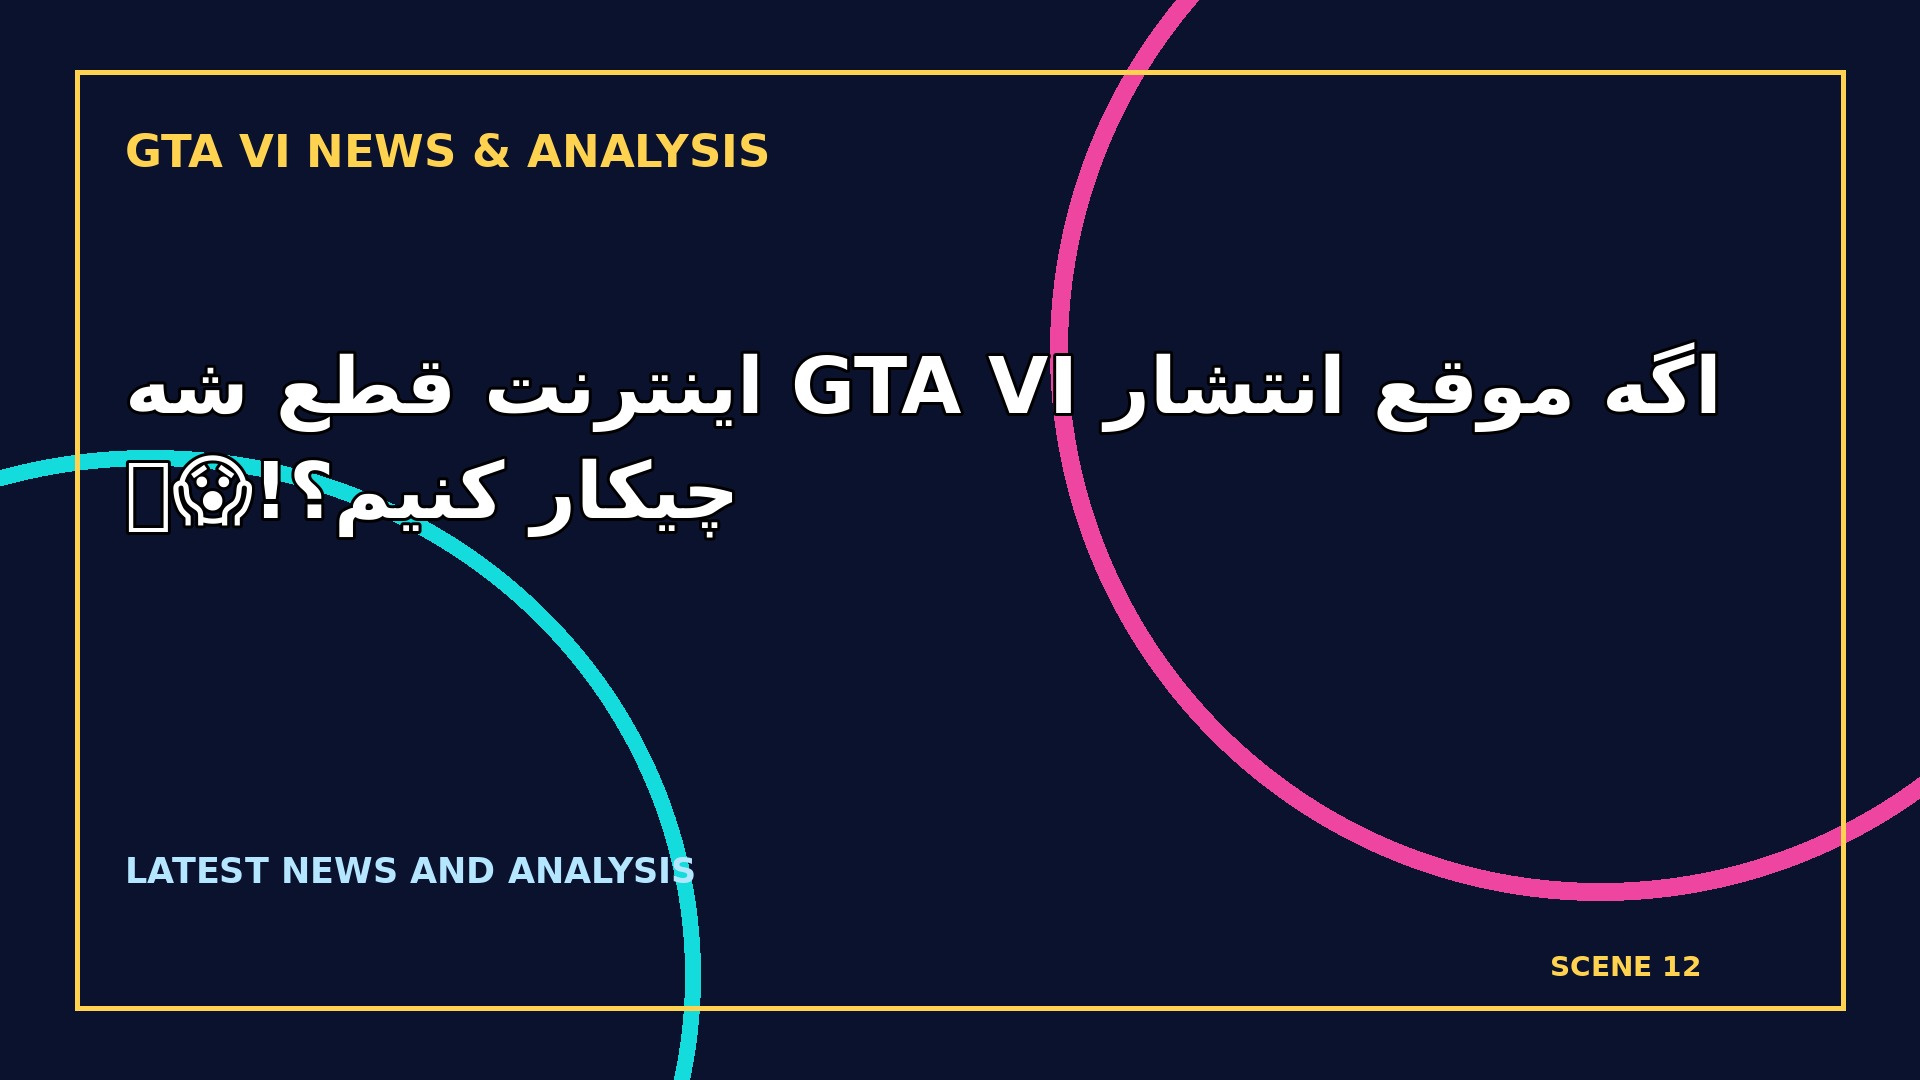 GTA VI NEWS & ANALYSIS
اگه موقع انتشار GTA VI اینترنت قطع شه
چیکار کنیم؟!😱
LATEST NEWS AND ANALYSIS
SCENE 12